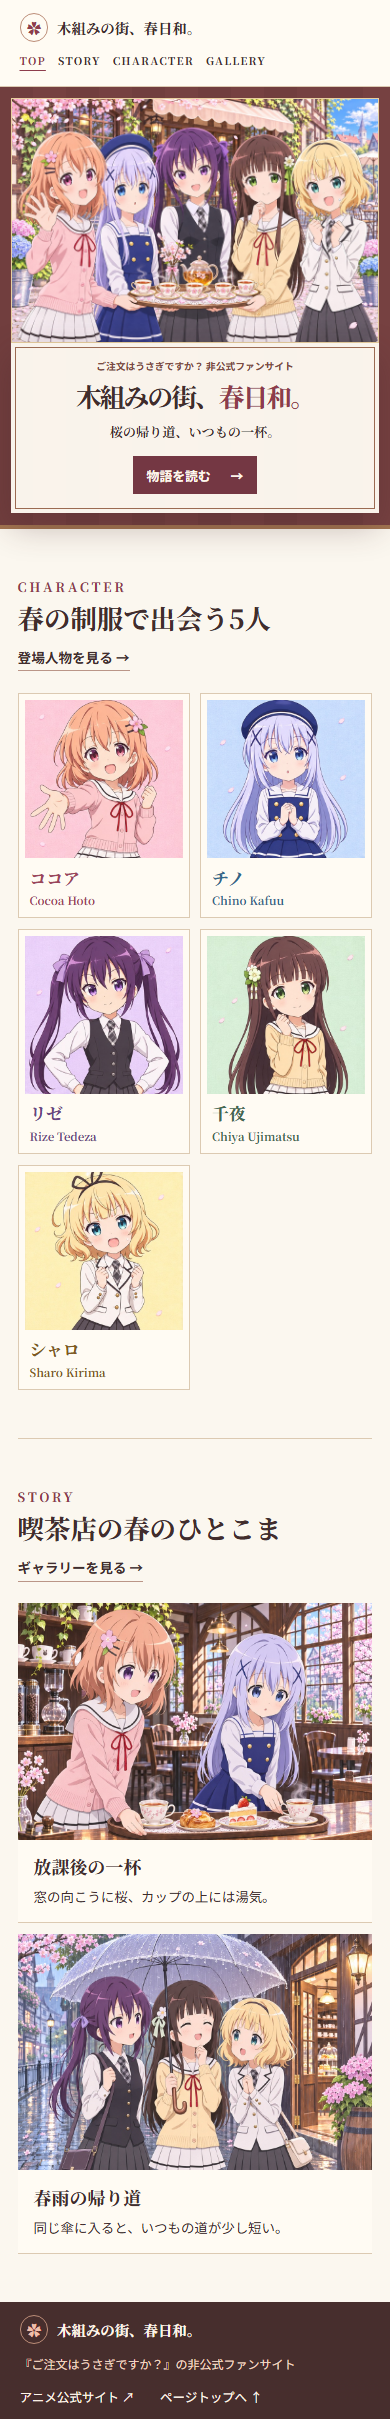 木組みの街、春日和。
TOP STORY CHARACTER GALLERY
ご注文はうさぎですか？ 非公式ファンサイト
木組みの街、春日和。
桜の帰り道、いつもの一杯。
物語を読む →
CHARACTER
春の制服で出会う5人
登場人物を見る →
ココア
Cocoa Hoto
チノ
Chino Kafuu
リゼ
Rize Tedeza
千夜
Chiya Ujimatsu
シャロ
Sharo Kirima
STORY
喫茶店の春のひとこま
ギャラリーを見る →
放課後の一杯
窓の向こうに桜、カップの上には湯気。
春雨の帰り道
同じ傘に入ると、いつもの道が少し短い。
木組みの街、春日和。
『ご注文はうさぎですか？』の非公式ファンサイト
アニメ公式サイト ↗ ページトップへ ↑